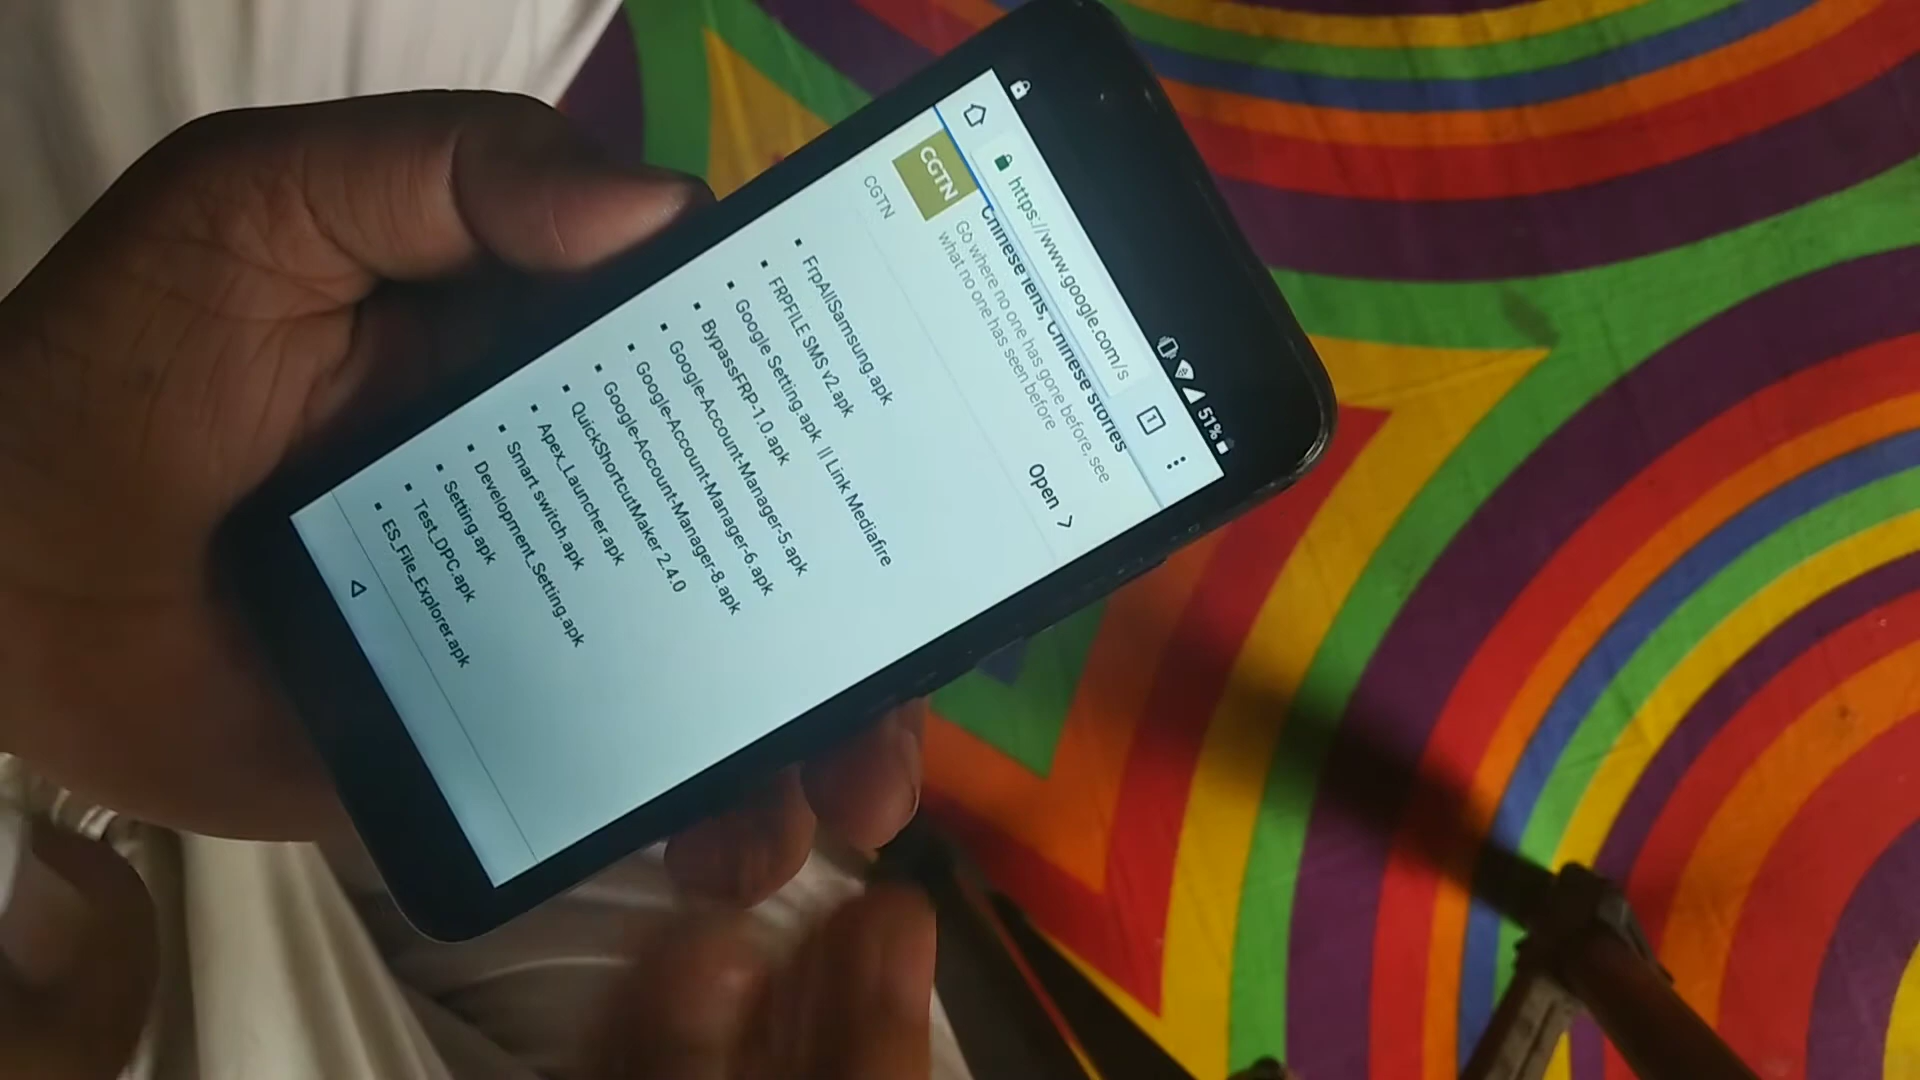 51%
https://www.google.com/s
1
Chinese lens, Chinese stories
CGTN
Go where no one has gone before, see
what no one has seen before
CGTN
Open
FrpAllSamsung.apk
FRPFILE SMS v2.apk
Google Setting.apk || Link Mediafire
BypassFRP-1.0.apk
Google-Account-Manager-5.apk
Google-Account-Manager-6.apk
Google-Account-Manager-8.apk
QuickShortcutMaker 2.4.0
Apex_Launcher.apk
Smart switch.apk
Development_Setting.apk
Setting.apk
Test_DPC.apk
ES_File_Explorer.apk